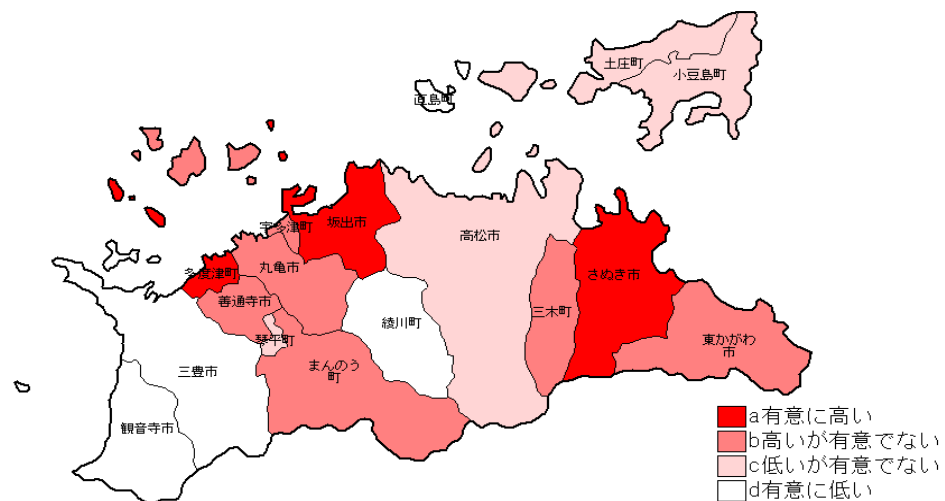 土庄町
小豆島町
直島町
宇多津町
坂出市
高松市
丸亀市
多度津町
さぬき市
善通寺市
綾川町
三木町
琴平町
東かがわ
市
まんのう
町
三豊市
観音寺市
a有意に高い
b高いが有意でない
c低いが有意でない
d有意に低い